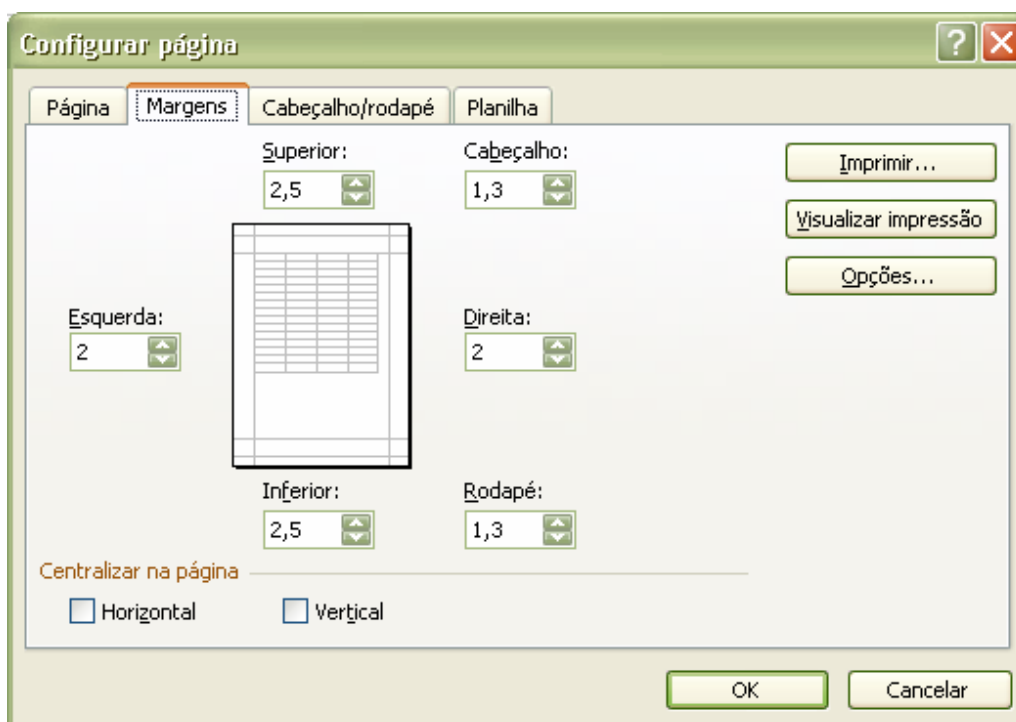 Configurar página
Página Margens Cabeçalho/rodapé Planilha
Superior: Cabeçalho:
2,5 1,3
Imprimir...
Visualizar impressão
Opções...
Esquerda: Direita:
2 2
Inferior: Rodapé:
2,5 1,3
Centralizar na página
Horizontal Vertical
OK Cancelar